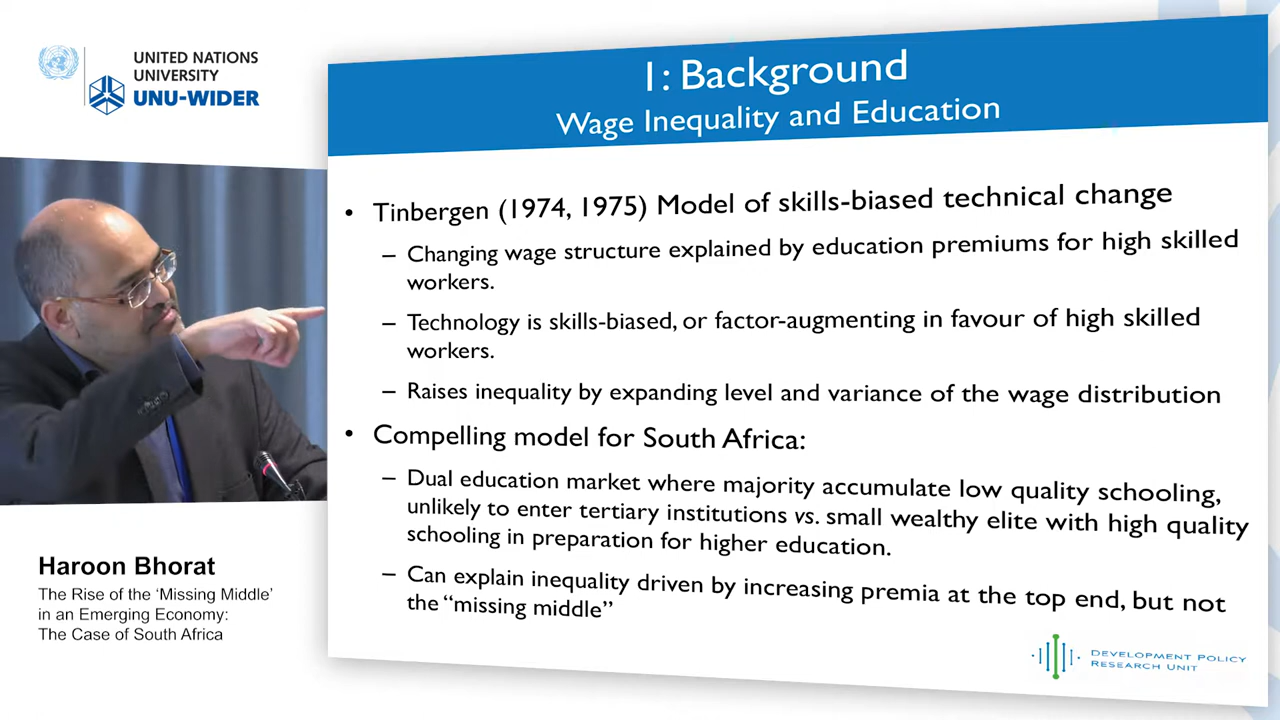 UNITED NATIONS
UNIVERSITY
UNU-WIDER
1: Background
Wage Inequality and Education
• Tinbergen (1974, 1975) Model of skills-biased technical change
– Changing wage structure explained by education premiums for high skilled
workers.
– Technology is skills-biased, or factor-augmenting in favour of high skilled
workers.
– Raises inequality by expanding level and variance of the wage distribution
• Compelling model for South Africa:
– Dual education market where majority accumulate low quality schooling,
unlikely to enter tertiary institutions vs. small wealthy elite with high quality
schooling in preparation for higher education.
– Can explain inequality driven by increasing premia at the top end, but not
the “missing middle”
DEVELOPMENT POLICY
RESEARCH UNIT
Haroon Bhorat
The Rise of the ‘Missing Middle’
in an Emerging Economy:
The Case of South Africa